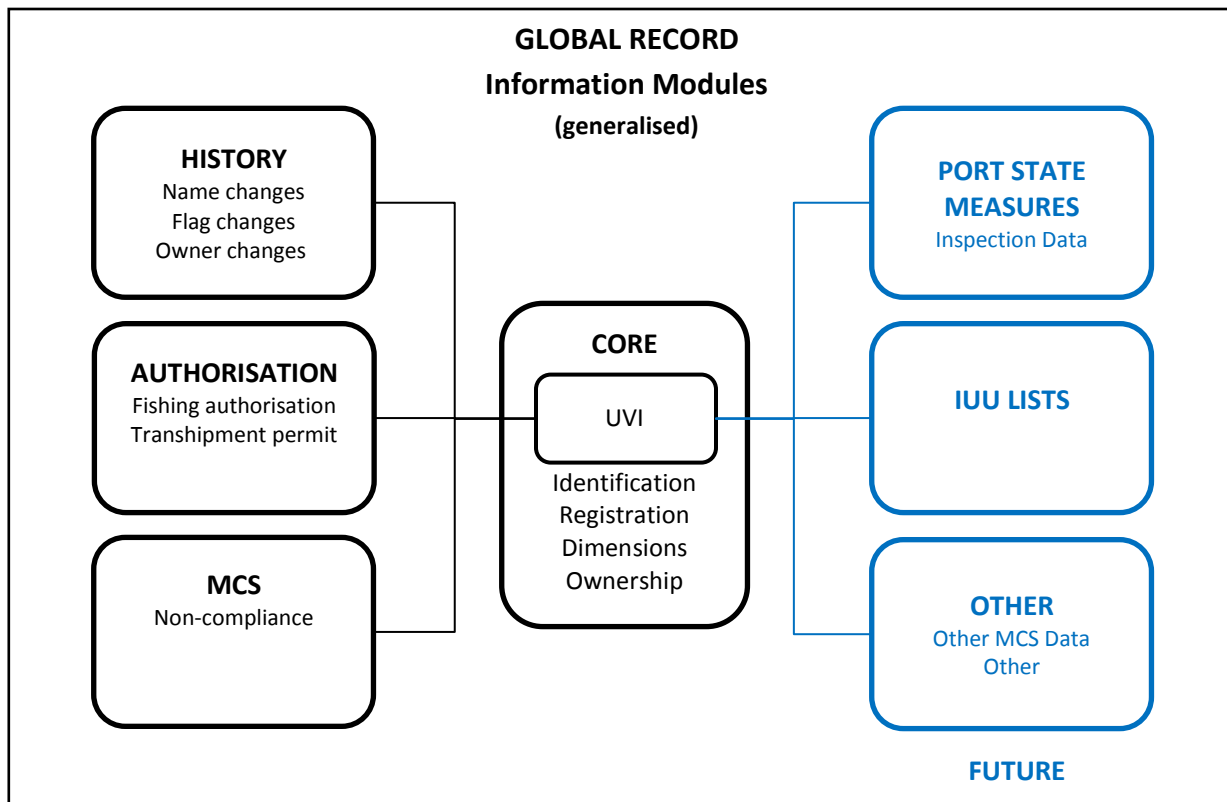 GLOBAL RECORD
Information Modules
(generalised)
HISTORY
Name changes
Flag changes
Owner changes
AUTHORISATION
Fishing authorisation
Transhipment permit
MCS
Non-compliance
CORE
UVI
Identification
Registration
Dimensions
Ownership
PORT STATE
MEASURES
Inspection Data
IUU LISTS
OTHER
Other MCS Data
Other
FUTURE